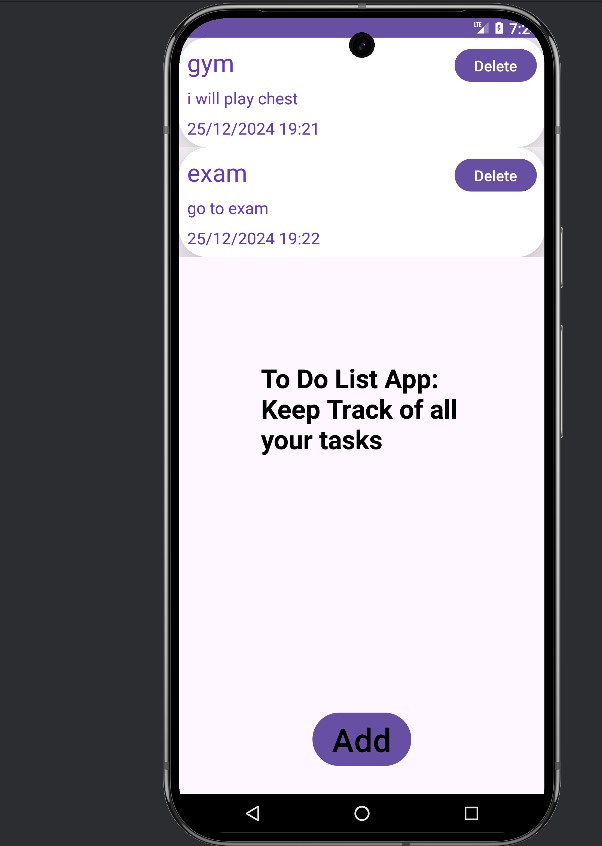 LTE 7:2
gym
Delete
i will play chest
25/12/2024 19:21
exam
Delete
go to exam
25/12/2024 19:22
To Do List App:
Keep Track of all
your tasks
Add